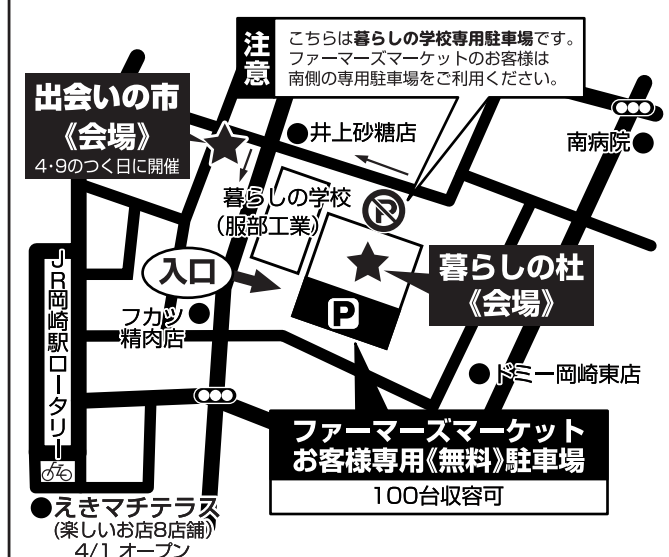 注意
こちらは暮らしの学校専用駐車場です。
ファーマーズマーケットのお客様は
南側の専用駐車場をご利用ください。
出会いの市
《会場》
4・9のつく日に開催
井上砂糖店
南病院
暮らしの学校
(服部工業)
P
入口
暮らしの杜
《会場》
P
フカツ
精肉店
JR岡崎駅ロータリー
ドミー岡崎東店
ファーマーズマーケット
お客様専用《無料》駐車場
100台収容可
えきマチテラス
(楽しいお店8店舗)
4/1 オープン